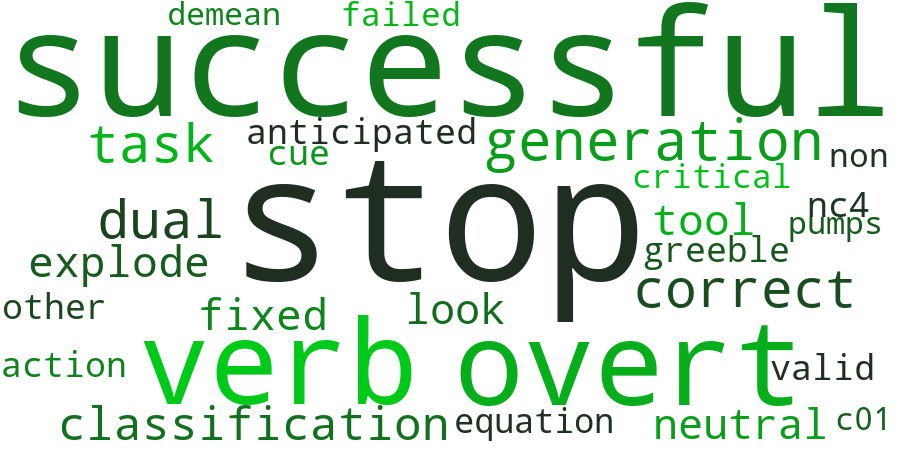 demean failed
successful
task anticipated generation
cue non
stop critical
dual tool nc4
pumps
explode greeble
other fixed look correct
verb overt
action valid
classification equation neutral c01